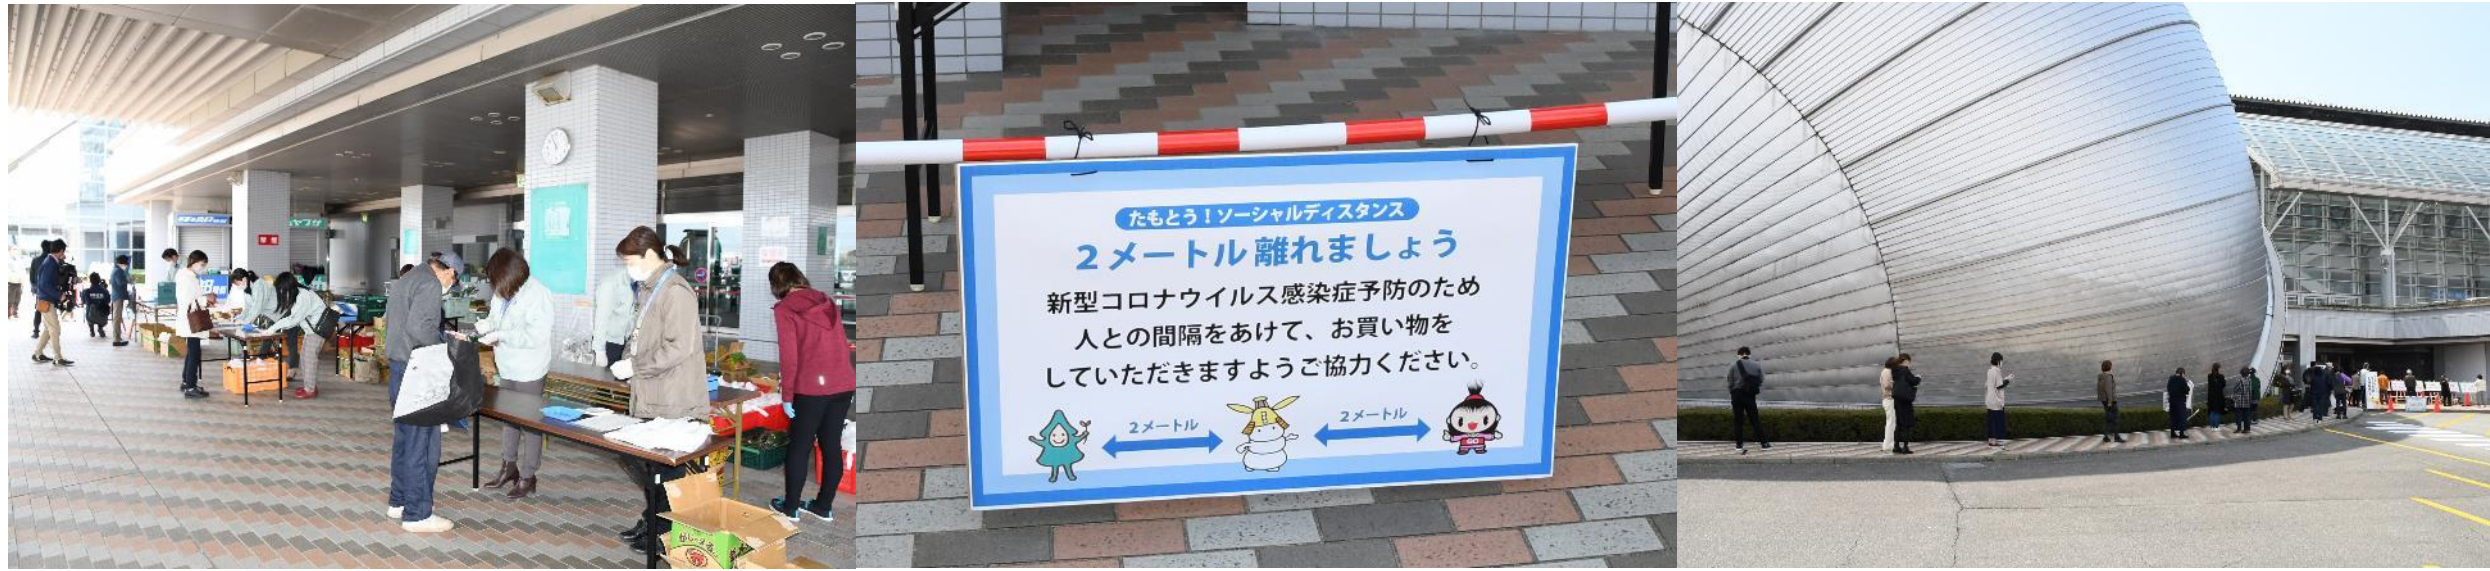 禁煙
たもとう！ソーシャルディスタンス
２メートル離れましょう
新型コロナウイルス感染症予防のため
人との間隔をあけて、お買い物を
していただきますようご協力ください。
２メートル
２メートル
GO